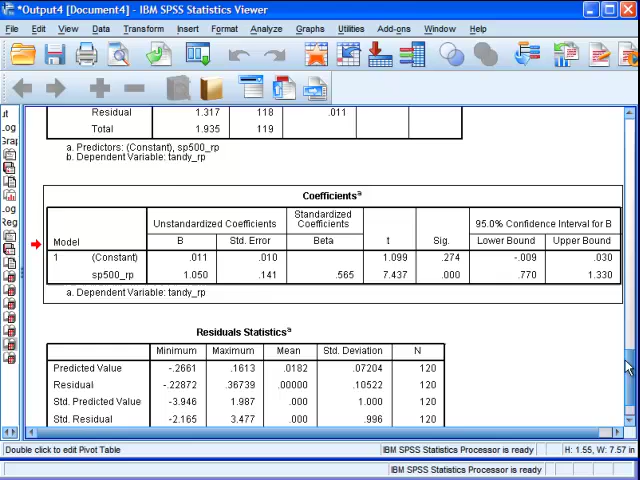 *Output4 [Document4] - IBM SPSS Statistics Viewer
File Edit View Data Transform Insert Format Analyze Graphs Utilities Add-ons Window Help
Log
Log
Residual 1.317 118 .011
Total 1.935 119
a. Predictors: (Constant), sp500_rp
b. Dependent Variable: tandy_rp
Coefficientsa
Model Unstandardized Coefficients Standardized Coefficients t Sig. 95.0% Confidence Interval for B
B Std. Error Beta Lower Bound Upper Bound
1 (Constant) .011 .010 1.099 .274 -.009 .030
sp500_rp 1.050 .141 .565 7.437 .000 .770 1.330
a. Dependent Variable: tandy_rp
Residuals Statisticsa
Minimum Maximum Mean Std. Deviation N
Predicted Value -.2661 .1613 .0182 .07204 120
Residual -.22872 .36739 .00000 .10522 120
Std. Predicted Value -3.946 1.987 .000 1.000 120
Std. Residual -2.165 3.477 .000 .996 120
Double click to edit Pivot Table IBM SPSS Statistics Processor is ready H: 1.55, W: 7.57 in
IBM SPSS Statistics Processor is ready